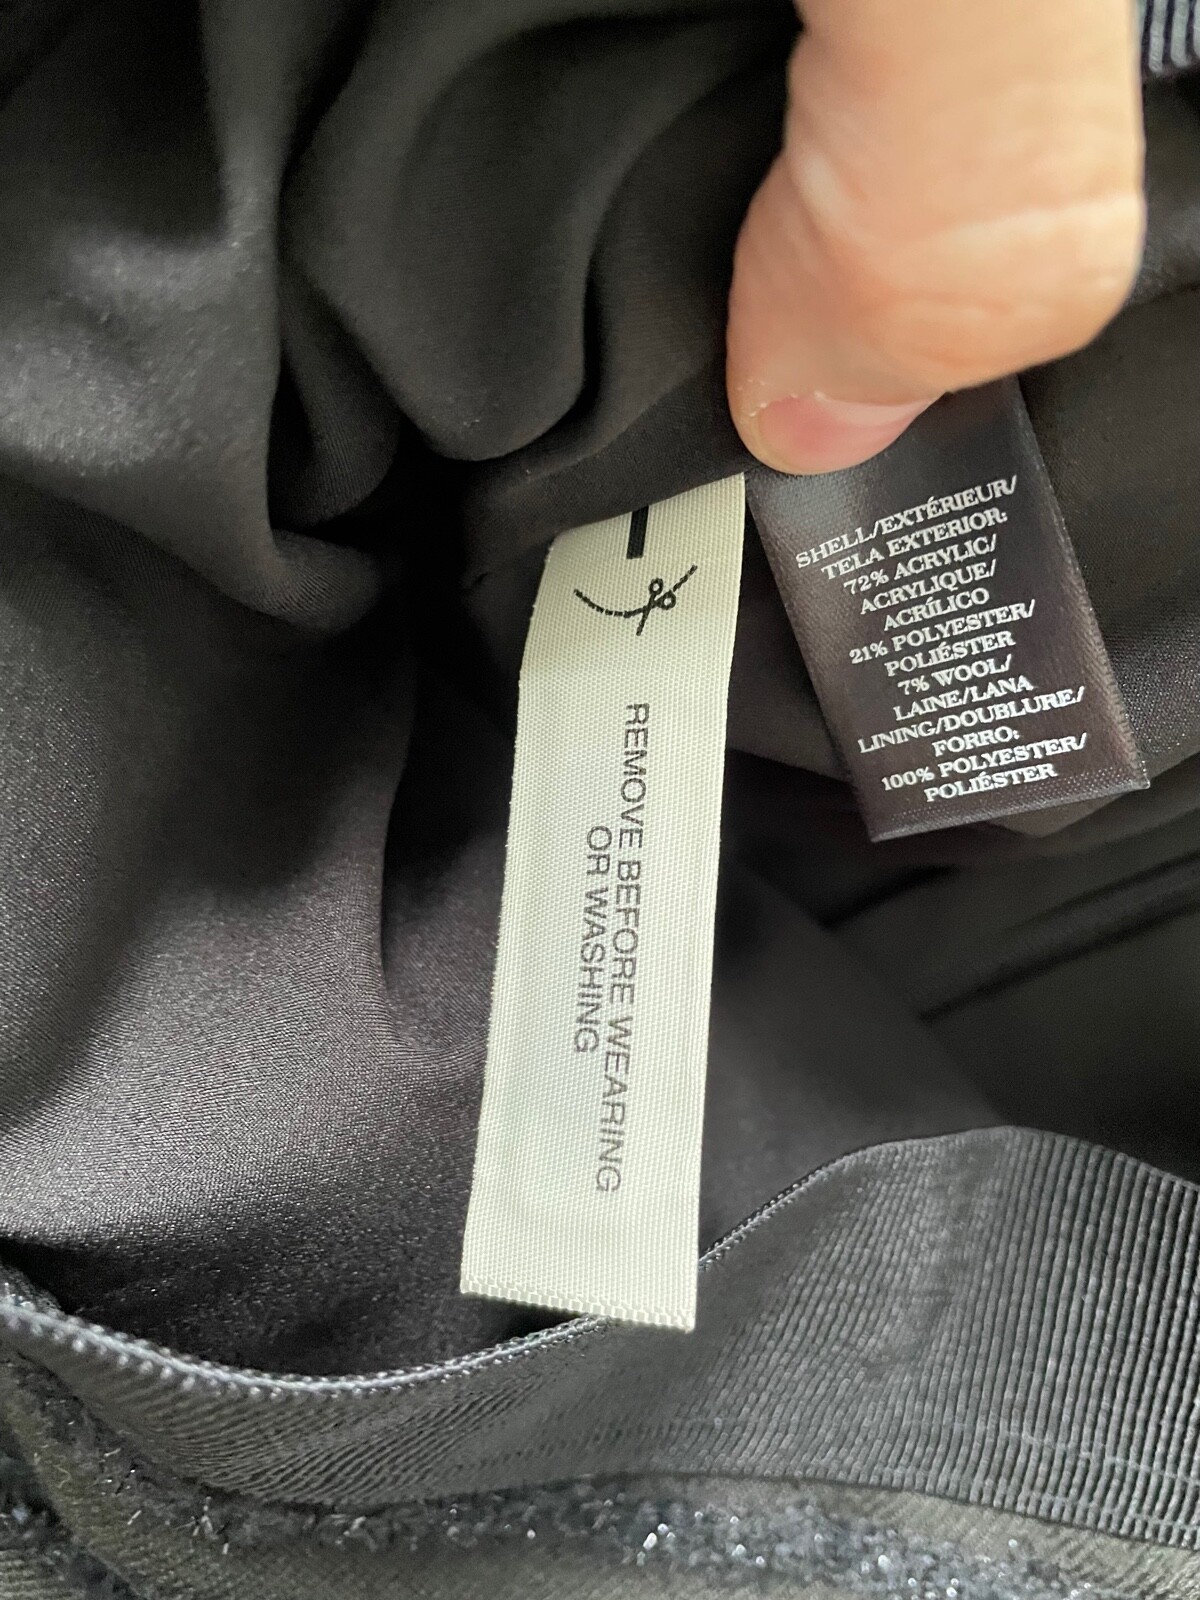 REMOVE BEFORE WEARING
OR WASHING
SHELL/EXTÉRIEUR/
TELA EXTERIOR:
72% ACRYLIC/
ACRYLIQUE/
ACRÍLICO
21% POLYESTER/
POLIÉSTER
7% WOOL/
LAINE/LANA
LINING/DOUBLURE/
FORRO:
100% POLYESTER/
POLIÉSTER